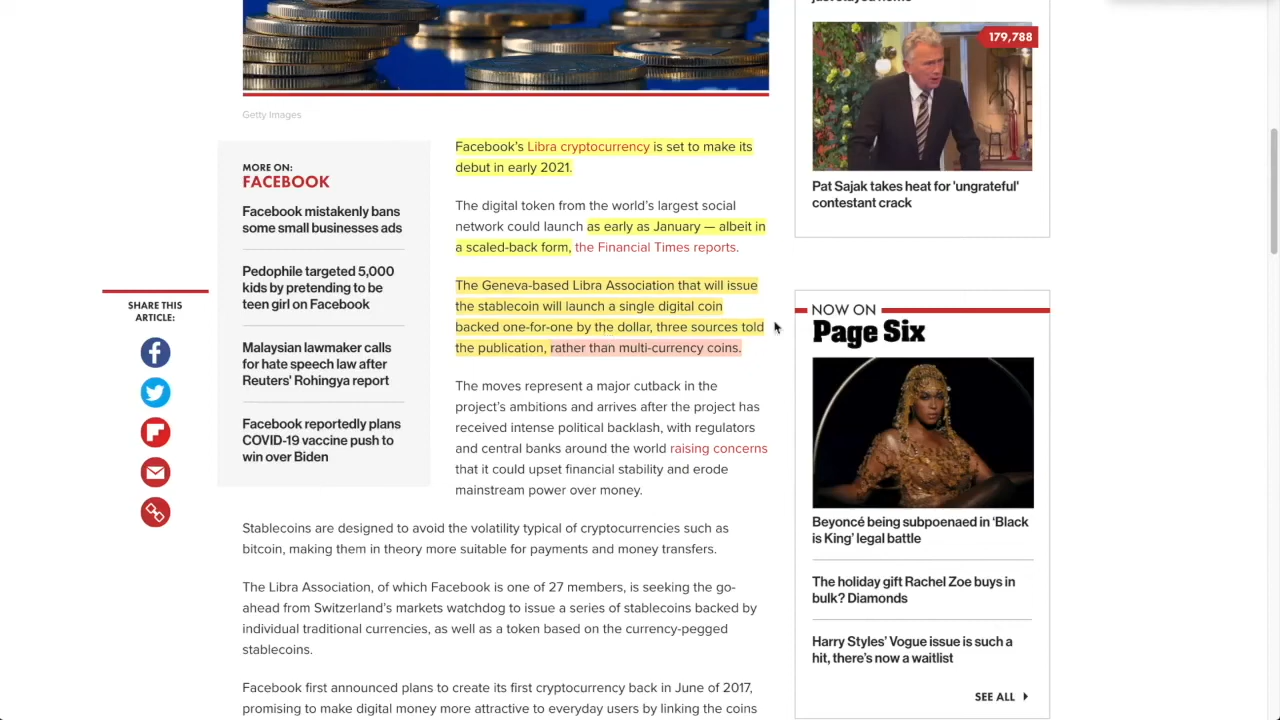 Getty Images
MORE ON:
FACEBOOK
Facebook mistakenly bans
some small businesses ads
Pedophile targeted 5,000
kids by pretending to be
teen girl on Facebook
Malaysian lawmaker calls
for hate speech law after
Reuters' Rohingya report
Facebook reportedly plans
COVID-19 vaccine push to
win over Biden
SHARE THIS
ARTICLE:
Facebook’s Libra cryptocurrency is set to make its
debut in early 2021.
The digital token from the world’s largest social
network could launch as early as January — albeit in
a scaled-back form, the Financial Times reports.
The Geneva-based Libra Association that will issue
the stablecoin will launch a single digital coin
backed one-for-one by the dollar, three sources told
the publication, rather than multi-currency coins.
The moves represent a major cutback in the
project’s ambitions and arrives after the project has
received intense political backlash, with regulators
and central banks around the world raising concerns
that it could upset financial stability and erode
mainstream power over money.
Stablecoins are designed to avoid the volatility typical of cryptocurrencies such as
bitcoin, making them in theory more suitable for payments and money transfers.
The Libra Association, of which Facebook is one of 27 members, is seeking the go-
ahead from Switzerland’s markets watchdog to issue a series of stablecoins backed by
individual traditional currencies, as well as a token based on the currency-pegged
stablecoins.
Facebook first announced plans to create its first cryptocurrency back in June of 2017,
promising to make digital money more attractive to everyday users by linking the coins
179,788
Pat Sajak takes heat for 'ungrateful'
contestant crack
NOW ON
Page Six
Beyoncé being subpoenaed in ‘Black
is King’ legal battle
The holiday gift Rachel Zoe buys in
bulk? Diamonds
Harry Styles’ Vogue issue is such a
hit, there’s now a waitlist
SEE ALL